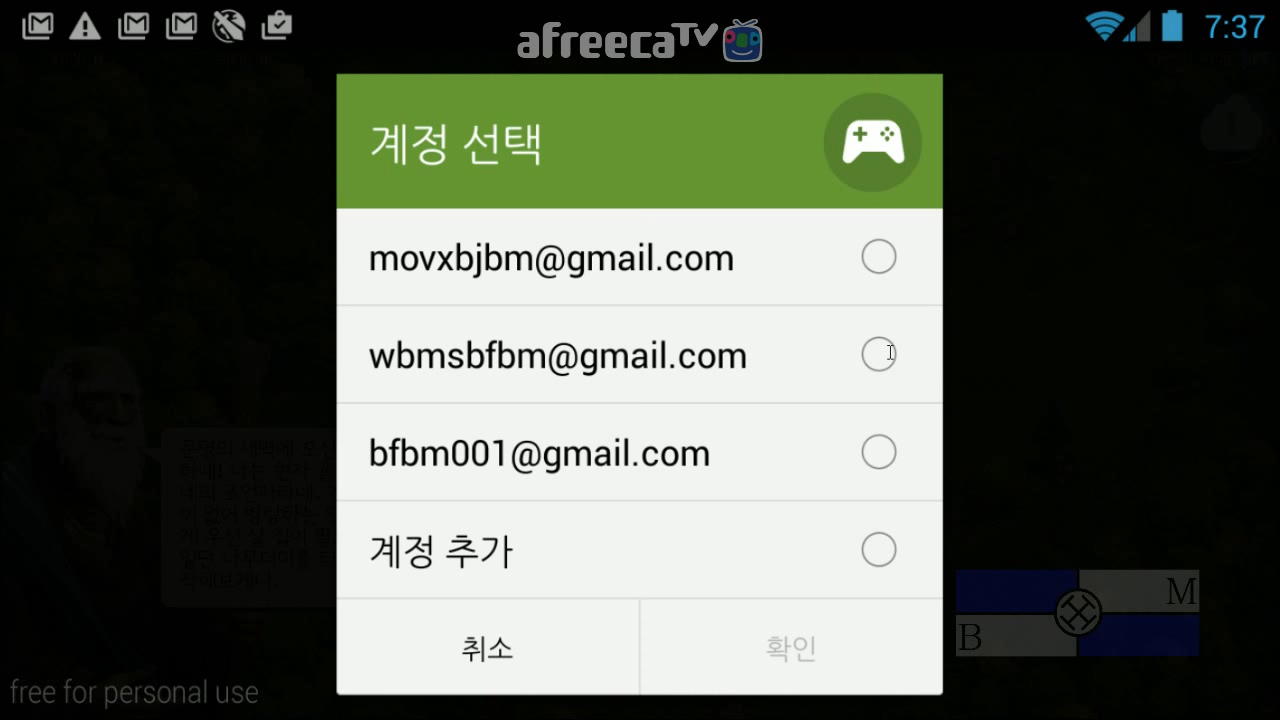 afreecaTV
7:37
계정 선택
movxbjbm@gmail.com
wbmsbfbm@gmail.com
bfbm001@gmail.com
계정 추가
취소
확인
M
B
free for personal use